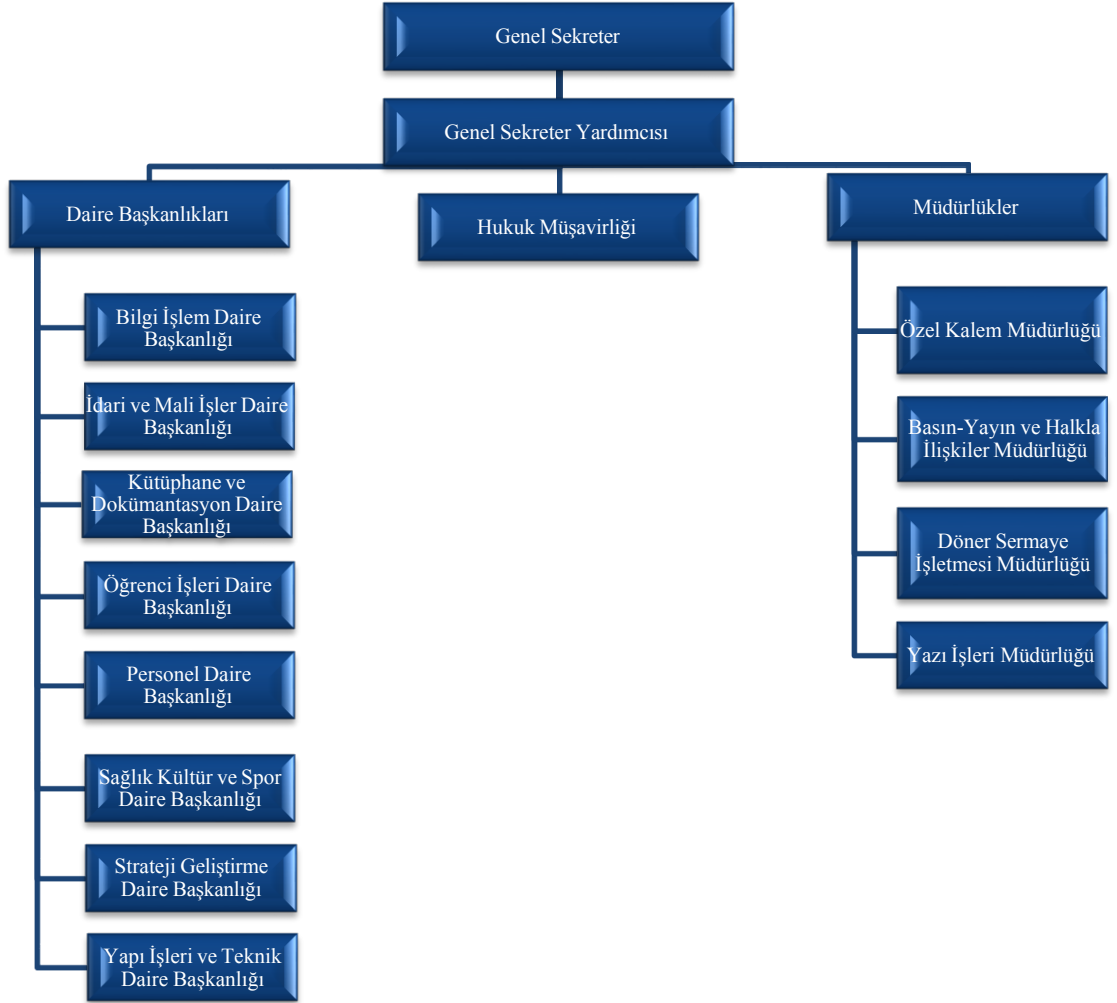 Genel Sekreter
Genel Sekreter Yardımcısı
Daire Başkanlıkları
Hukuk Müşavirliği
Müdürlükler
Bilgi İşlem Daire
Başkanlığı
İdari ve Mali İşler Daire
Başkanlığı
Kütüphane ve
Dokümantasyon Daire
Başkanlığı
Öğrenci İşleri Daire
Başkanlığı
Personel Daire
Başkanlığı
Sağlık Kültür ve Spor
Daire Başkanlığı
Strateji Geliştirme
Daire Başkanlığı
Yapı İşleri ve Teknik
Daire Başkanlığı
Özel Kalem Müdürlüğü
Basın-Yayın ve Halkla
İlişkiler Müdürlüğü
Döner Sermaye
İşletmesi Müdürlüğü
Yazı İşleri Müdürlüğü